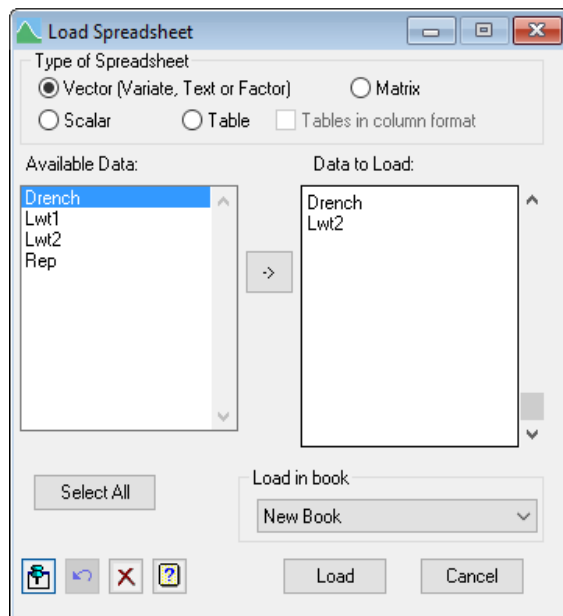 Load Spreadsheet
Type of Spreadsheet
Vector (Variate, Text or Factor) Matrix
Scalar Table Tables in column format
Available Data: Data to Load:
Drench
Lwt1
Lwt2
Rep
->
Drench
Lwt2
Select All
Load in book
New Book
? Load Cancel